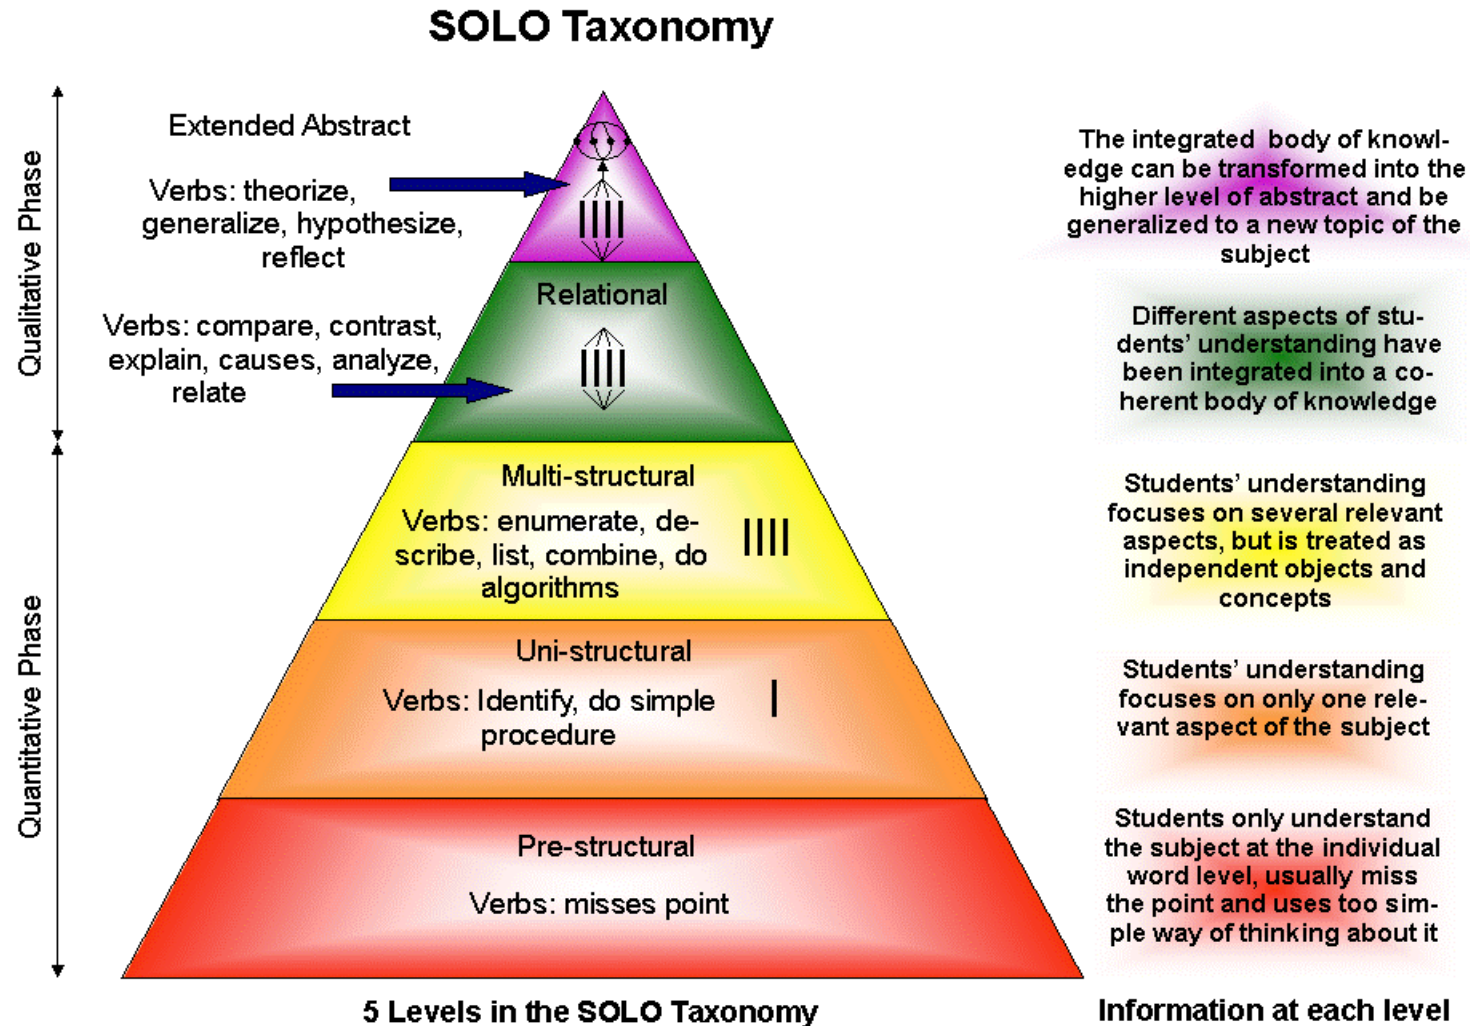 SOLO Taxonomy
Qualitative Phase
Quantitative Phase
Extended Abstract
Verbs: theorize,
generalize, hypothesize,
reflect
Relational
Verbs: compare, contrast,
explain, causes, analyze,
relate
Multi-structural
Verbs: enumerate, de-
scribe, list, combine, do
algorithms
Uni-structural
Verbs: Identify, do simple
procedure
Pre-structural
Verbs: misses point
5 Levels in the SOLO Taxonomy
The integrated body of knowl-
edge can be transformed into the
higher level of abstract and be
generalized to a new topic of the
subject
Different aspects of stu-
dents’ understanding have
been integrated into a co-
herent body of knowledge
Students’ understanding
focuses on several relevant
aspects, but is treated as
independent objects and
concepts
Students’ understanding
focuses on only one rele-
vant aspect of the subject
Students only understand
the subject at the individual
word level, usually miss
the point and uses too sim-
ple way of thinking about it
Information at each level